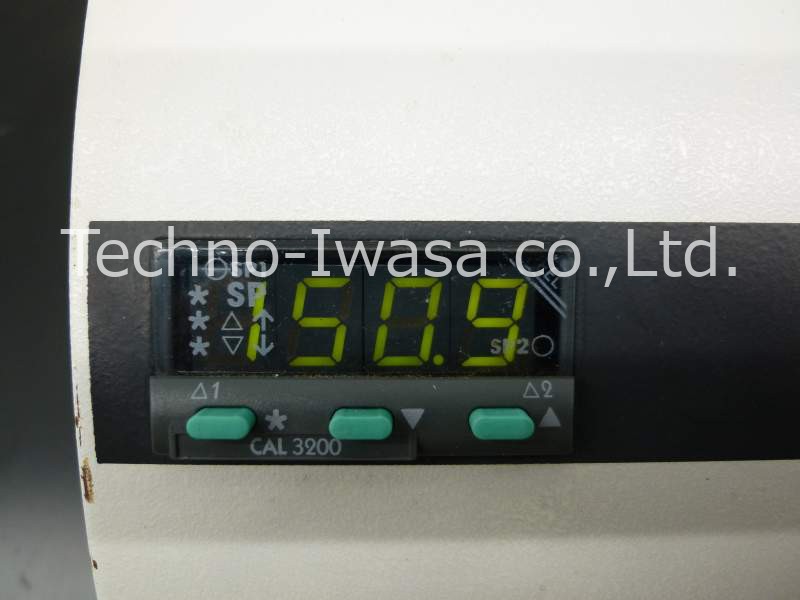 Techno-Iwasa co.,Ltd.
SP
150.9
SP2
△1
△2
* ▼ ▲
CAL 3200